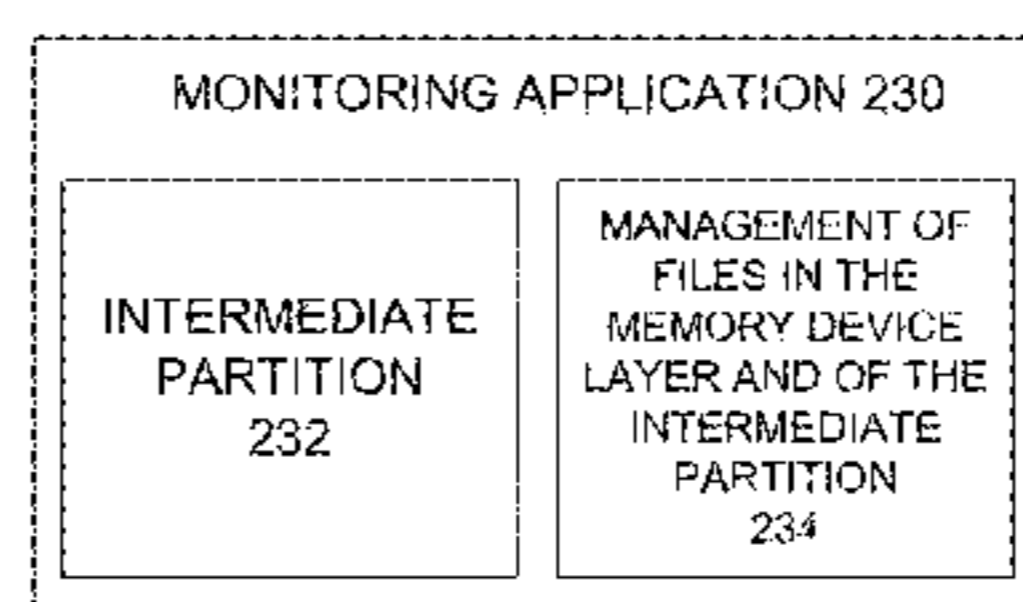 MONITORING APPLICATION 230
INTERMEDIATE
PARTITION
232
MANAGEMENT OF
FILES IN THE
MEMORY DEVICE
LAYER AND OF THE
INTERMEDIATE
PARTITION
234